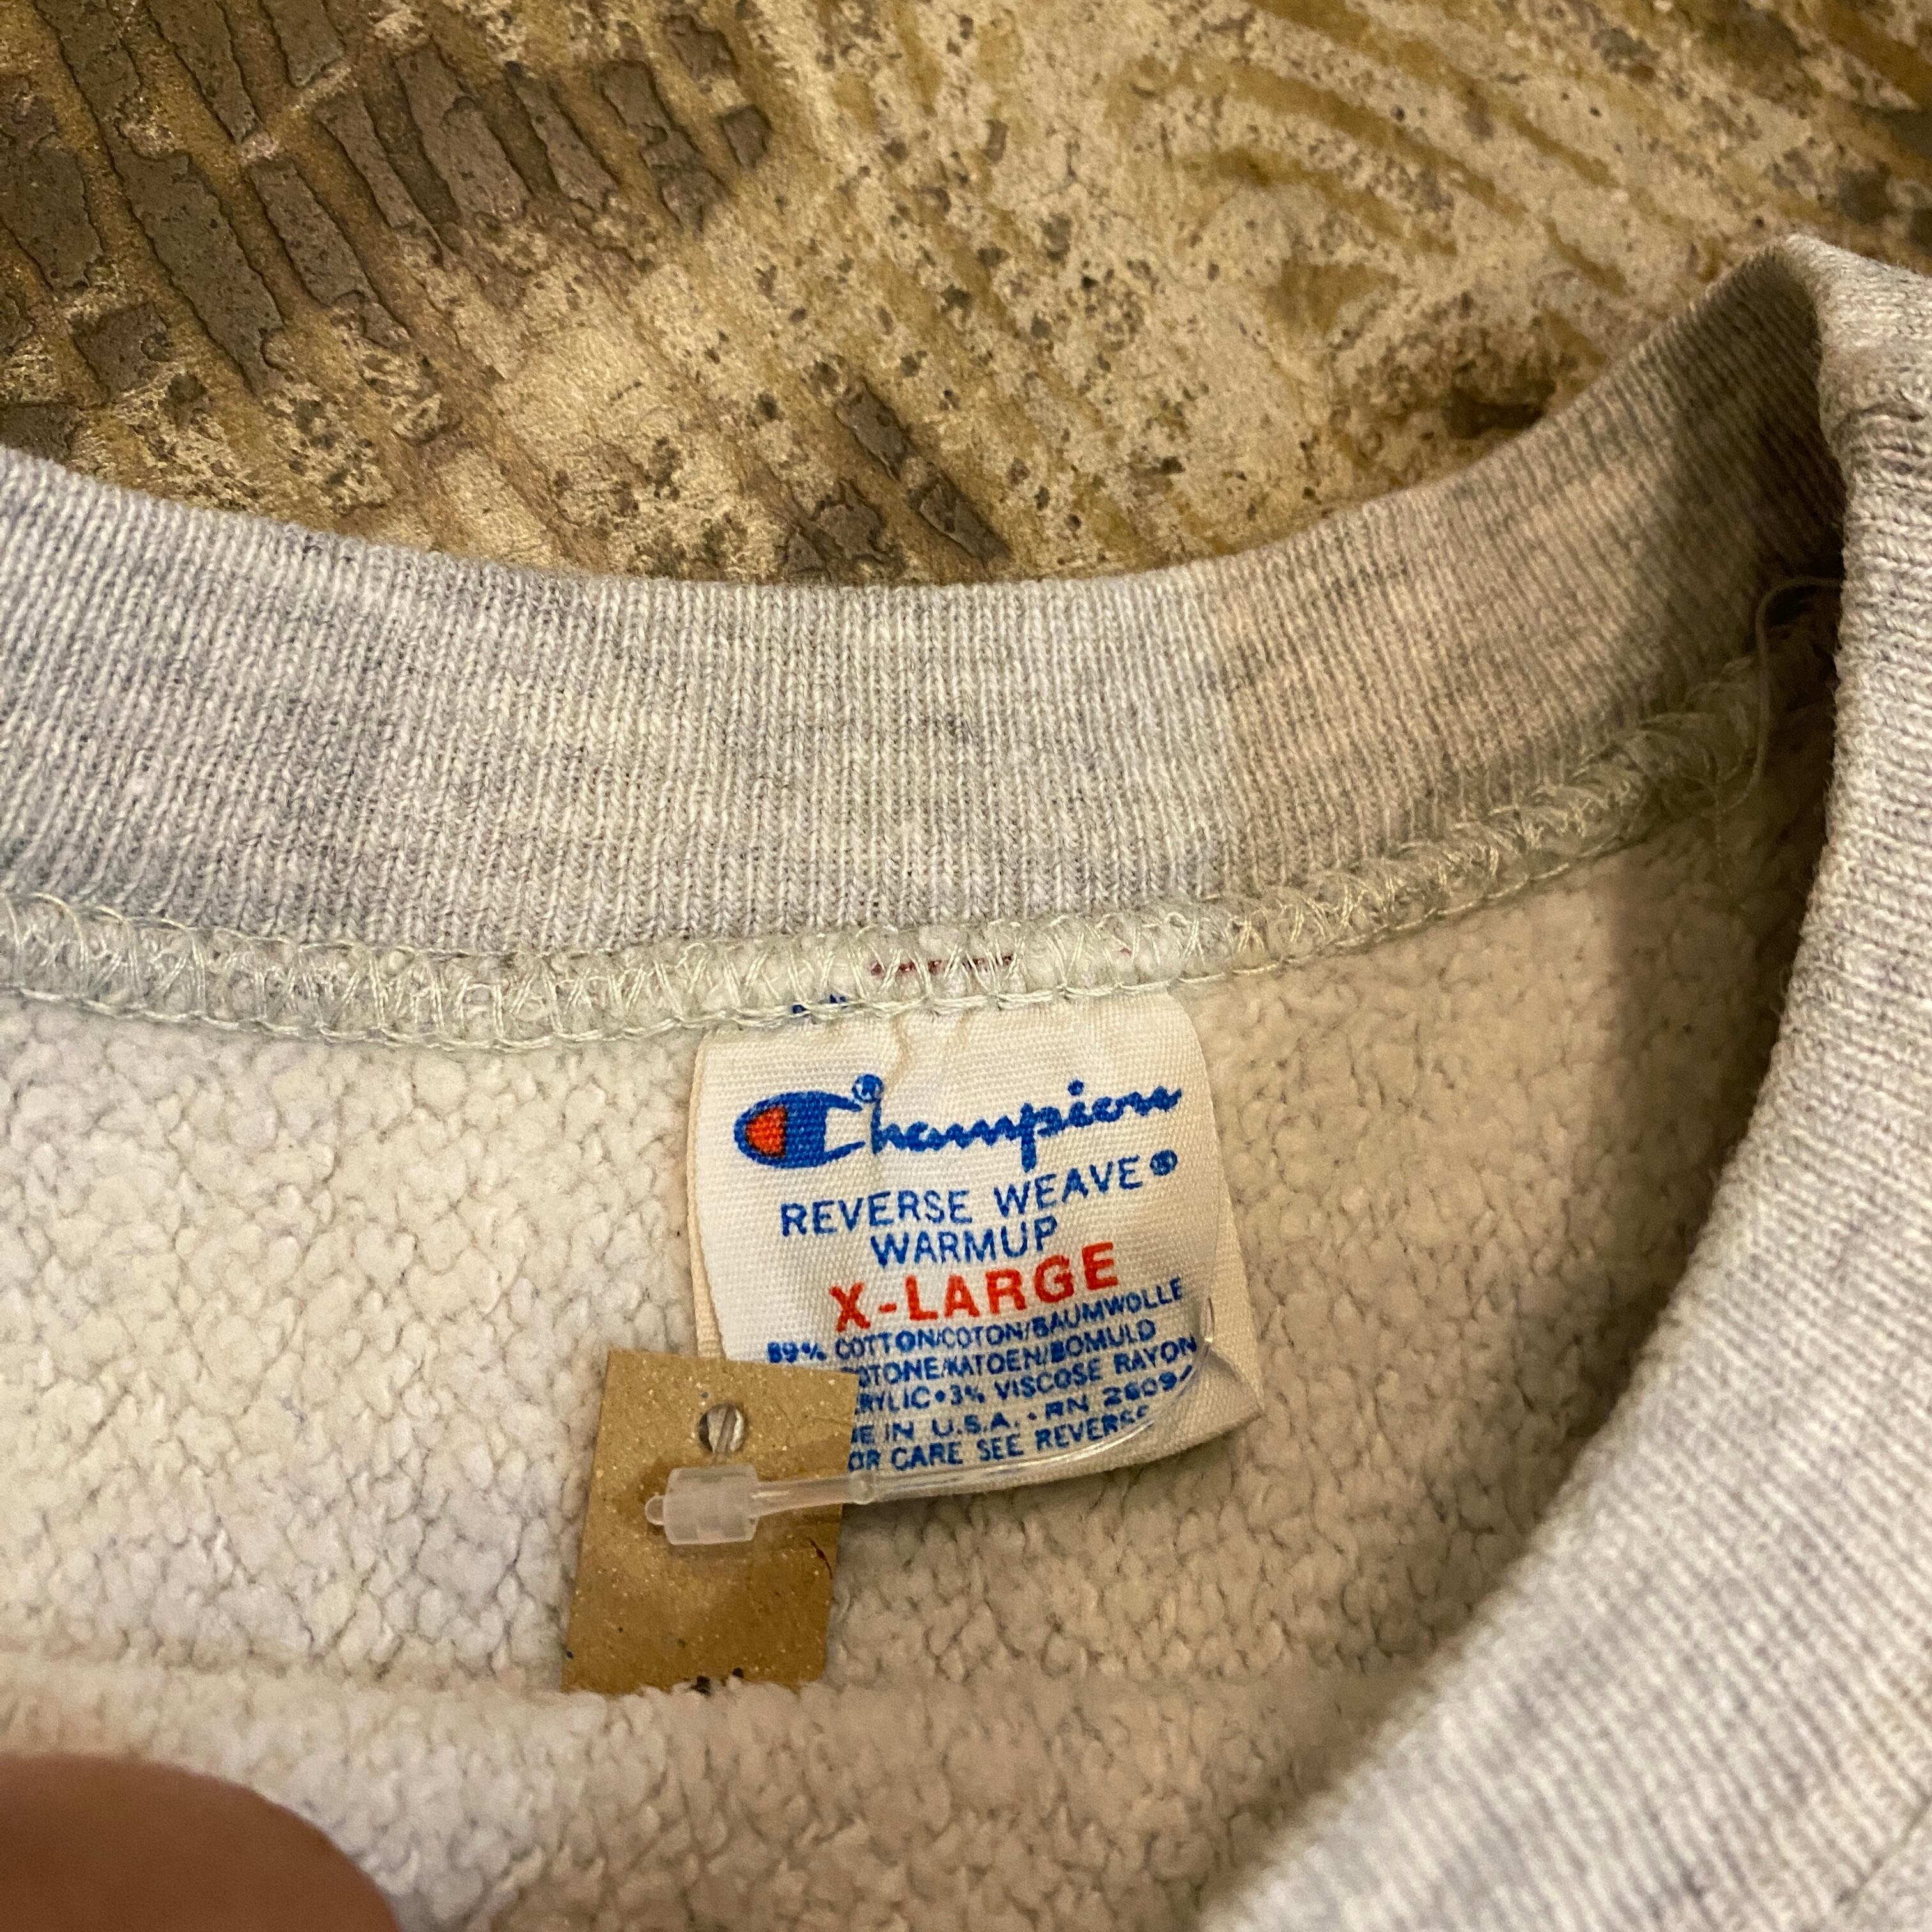 Champion®
REVERSE WEAVE®
WARMUP
X-LARGE
89% COTTON/COTON/BAUMWOLLE
OTONE/KATOEN/BOMULD
RYLIC•3% VISCOSE RAYON
E IN U.S.A. • RN 26094
OR CARE SEE REVERSE